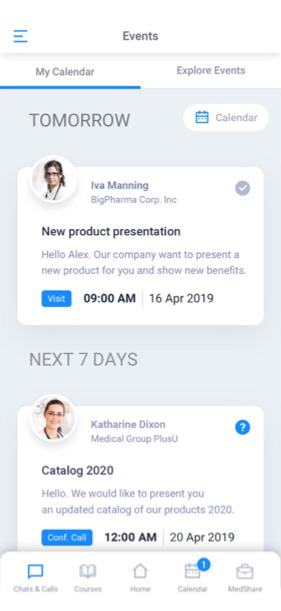 Events
My Calendar
Explore Events
TOMORROW
Calendar
Iva Manning
BigPharma Corp. Inc
New product presentation
Hello Alex. Our company want to present a
new product for you and show new benefits.
Visit 09:00 AM 16 Apr 2019
NEXT 7 DAYS
Katharine Dixon
?
Medical Group PlusU
Catalog 2020
Hello. We would like to present you
an updated catalog of our products 2020.
Conf. Call 12:00 AM 20 Apr 2019
1
Chats & Calls Courses Home Calendar MedShare